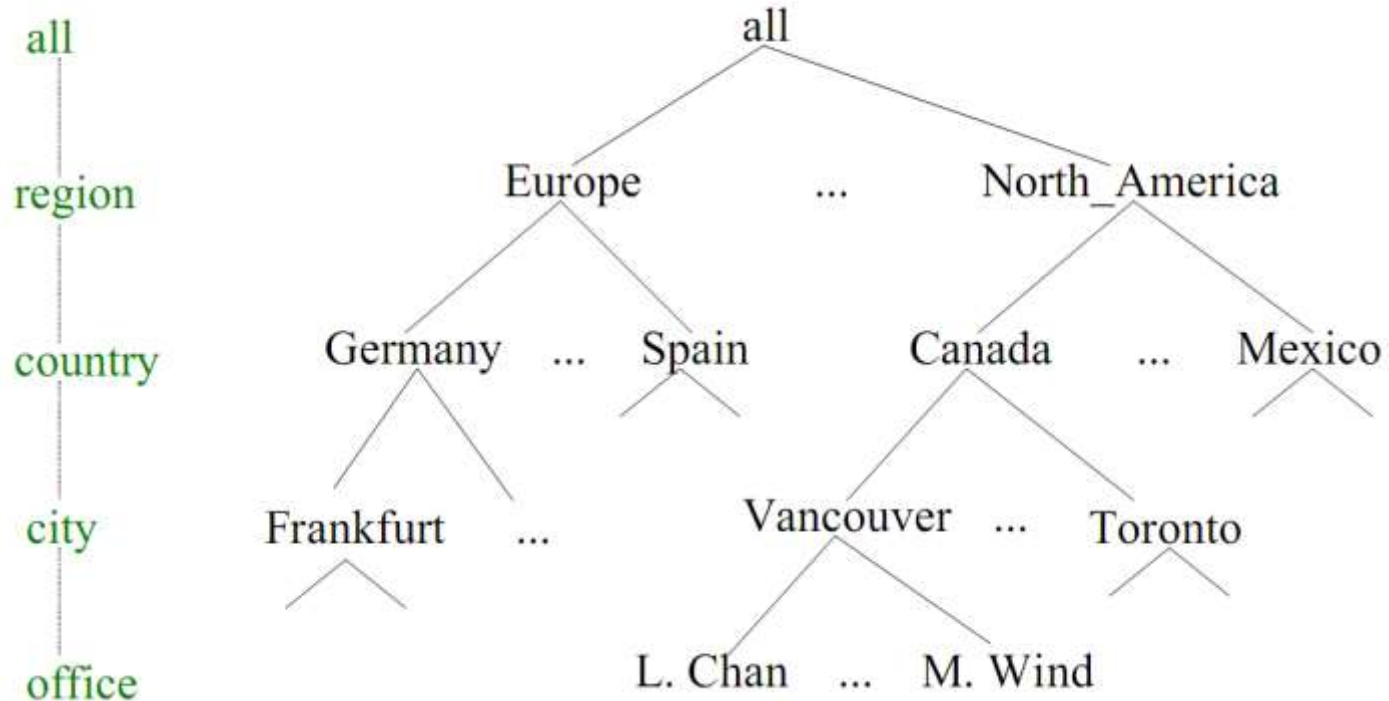 all all
region Europe ... North_America
country Germany ... Spain Canada ... Mexico
city Frankfurt ... Vancouver ... Toronto
office L. Chan ... M. Wind